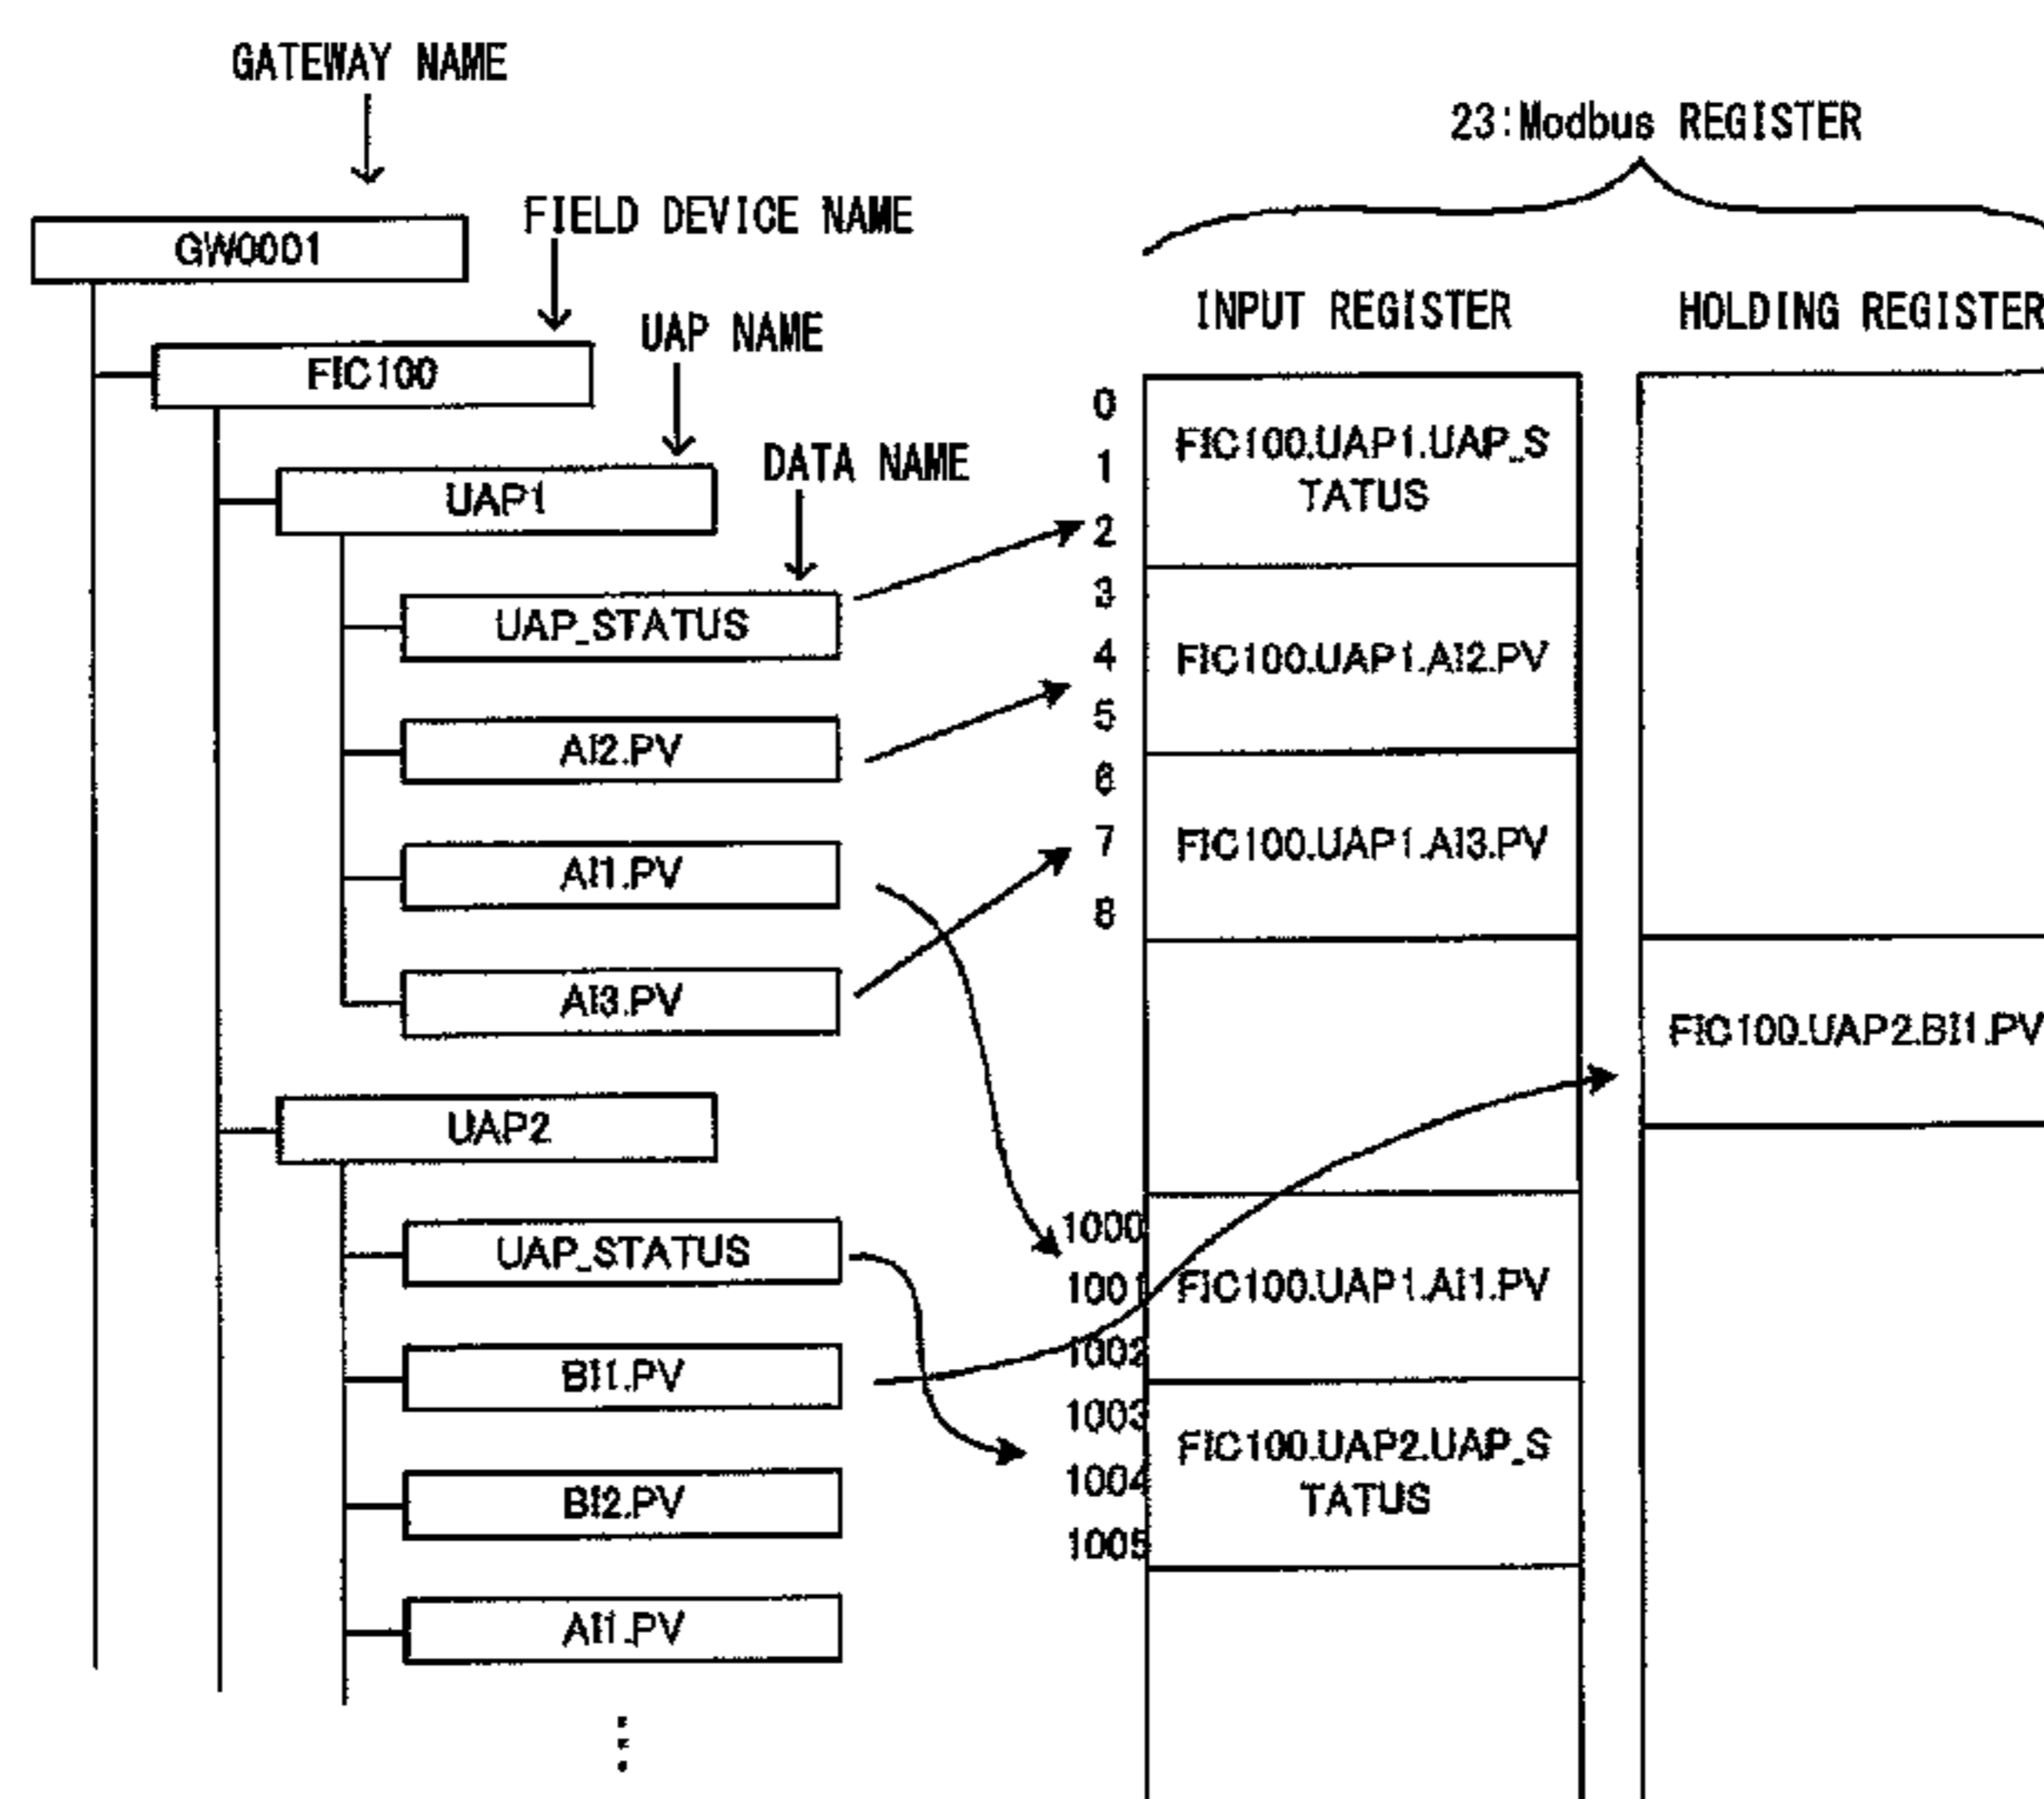 GATEWAY NAME
23:Modbus REGISTER
FIELD DEVICE NAME
GW0001
UAP NAME
INPUT REGISTER
HOLDING REGISTER
FIC100
DATA NAME
UAP1
UAP_STATUS
AI2.PV
AI1.PV
AI3.PV
UAP2
UAP_STATUS
BI1.PV
BI2.PV
AI1.PV
0
1
2
3
4
5
6
7
8
1000
1001
1002
1003
1004
1005
FIC100.UAP1.UAP_S
TATUS
FIC100.UAP1.AI2.PV
FIC100.UAP1.AI3.PV
FIC100.UAP1.AI1.PV
FIC100.UAP2.UAP_S
TATUS
FIC100.UAP2.BI1.PV